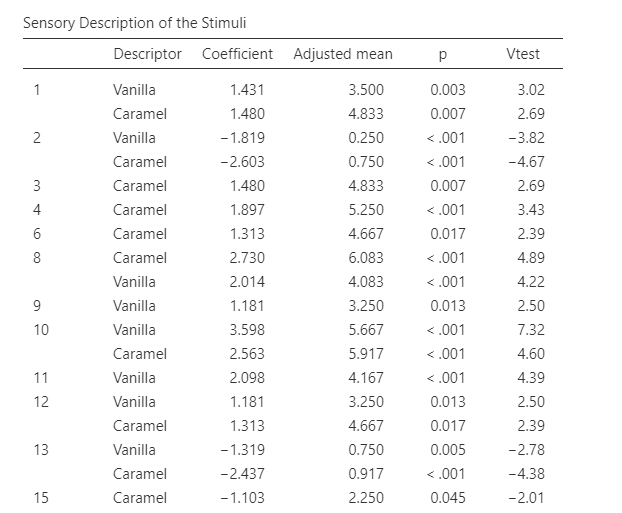 Sensory Description of the Stimuli
Descriptor Coefficient Adjusted mean p Vtest
1 Vanilla 1.431 3.500 0.003 3.02
Caramel 1.480 4.833 0.007 2.69
2 Vanilla −1.819 0.250 < .001 −3.82
Caramel −2.603 0.750 < .001 −4.67
3 Caramel 1.480 4.833 0.007 2.69
4 Caramel 1.897 5.250 < .001 3.43
6 Caramel 1.313 4.667 0.017 2.39
8 Caramel 2.730 6.083 < .001 4.89
Vanilla 2.014 4.083 < .001 4.22
9 Vanilla 1.181 3.250 0.013 2.50
10 Vanilla 3.598 5.667 < .001 7.32
Caramel 2.563 5.917 < .001 4.60
11 Vanilla 2.098 4.167 < .001 4.39
12 Vanilla 1.181 3.250 0.013 2.50
Caramel 1.313 4.667 0.017 2.39
13 Vanilla −1.319 0.750 0.005 −2.78
Caramel −2.437 0.917 < .001 −4.38
15 Caramel −1.103 2.250 0.045 −2.01